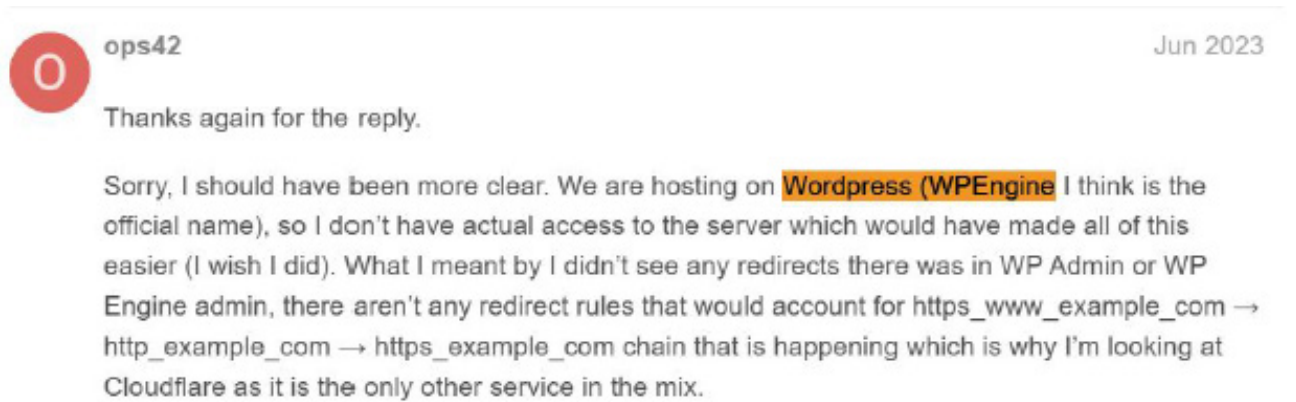 O
ops42
Jun 2023
Thanks again for the reply.
Sorry, I should have been more clear. We are hosting on Wordpress (WPEngine I think is the
official name), so I don't have actual access to the server which would have made all of this
easier (I wish I did). What I meant by I didn't see any redirects there was in WP Admin or WP
Engine admin, there aren't any redirect rules that would account for https_www_example_com →
http_example_com → https_example_com chain that is happening which is why I'm looking at
Cloudflare as it is the only other service in the mix.